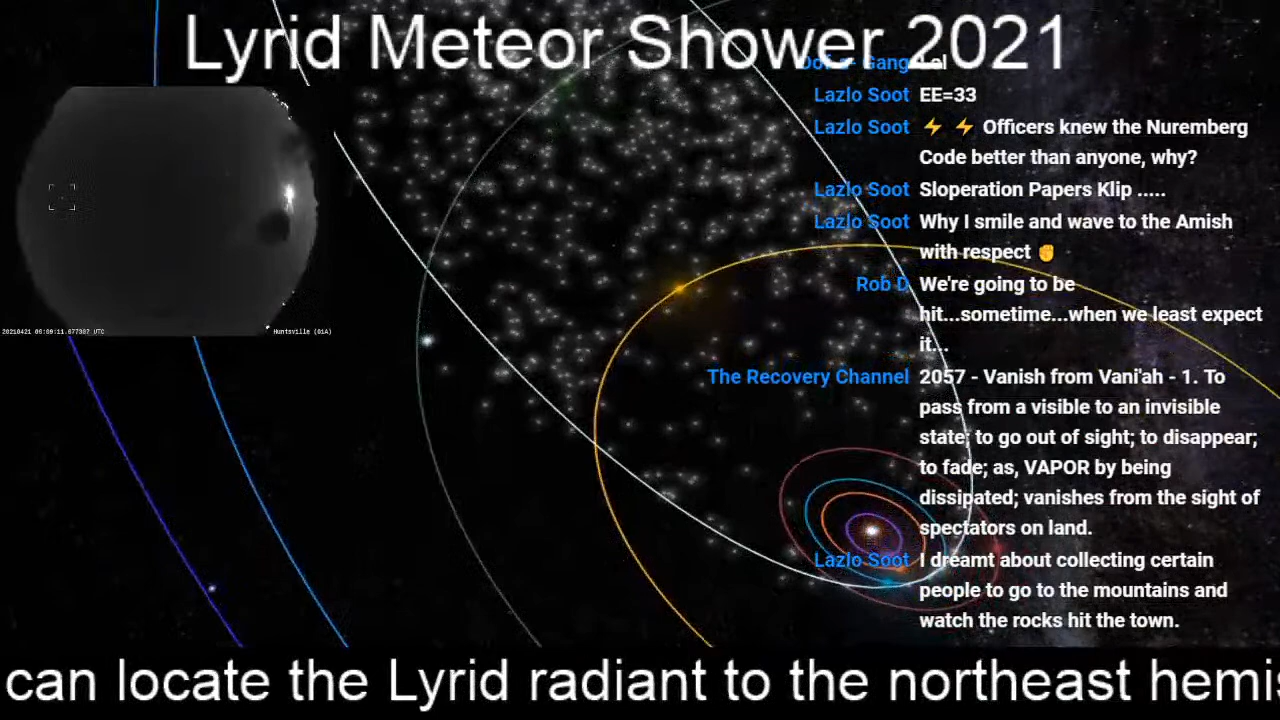 Lyrid Meteor Shower 2021
Gang Lol
Lazlo Soot EE=33
Lazlo Soot ⚡ ⚡ Officers knew the Nuremberg
Code better than anyone, why?
Lazlo Soot Sloperation Papers Klip .....
Lazlo Soot Why I smile and wave to the Amish
with respect ✊
Rob D We're going to be
hit...sometime...when we least expect
it...
The Recovery Channel 2057 - Vanish from Vani'ah - 1. To
pass from a visible to an invisible
state; to go out of sight; to disappear;
to fade; as, VAPOR by being
dissipated; vanishes from the sight of
spectators on land.
Lazlo Soot I dreamt about collecting certain
people to go to the mountains and
watch the rocks hit the town.
UTC
Huntsville (01A)
can locate the Lyrid radiant to the northeast hemis